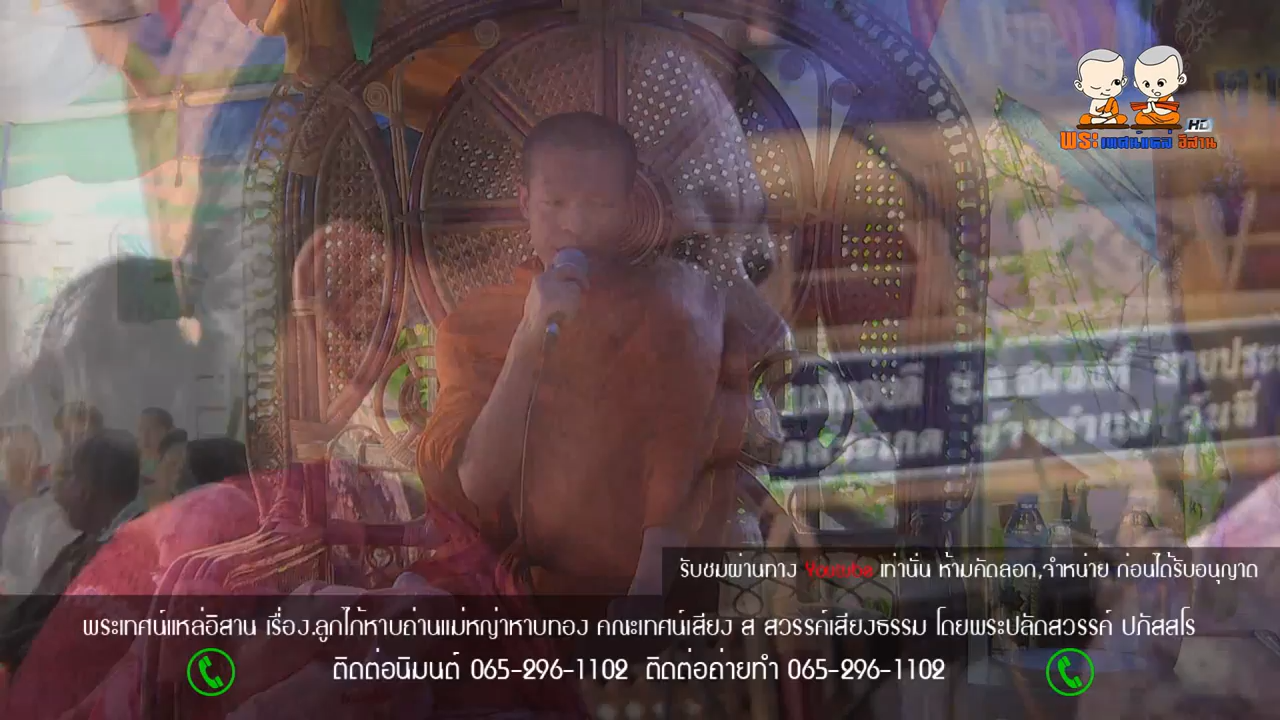 HD
พระ เทศน์แหล่ อีสาน
รับชมผ่านทาง Youtube เท่านั่น ห้ามคัดลอก,จำหน่าย ก่อนได้รับอนุญาด
พระเทศน์แหล่อิสาน เรื่อง.ลูกไก้หาบถ่านแม่หญ่าหาบทอง คณะเทศน์เสียง ส สวรรค์เสียงธรรม โดยพระปลัดสวรรค์ ปภัสสโร
ติดต่อนิมนต์ 065-296-1102 ติดต่อถ่ายทำ 065-296-1102